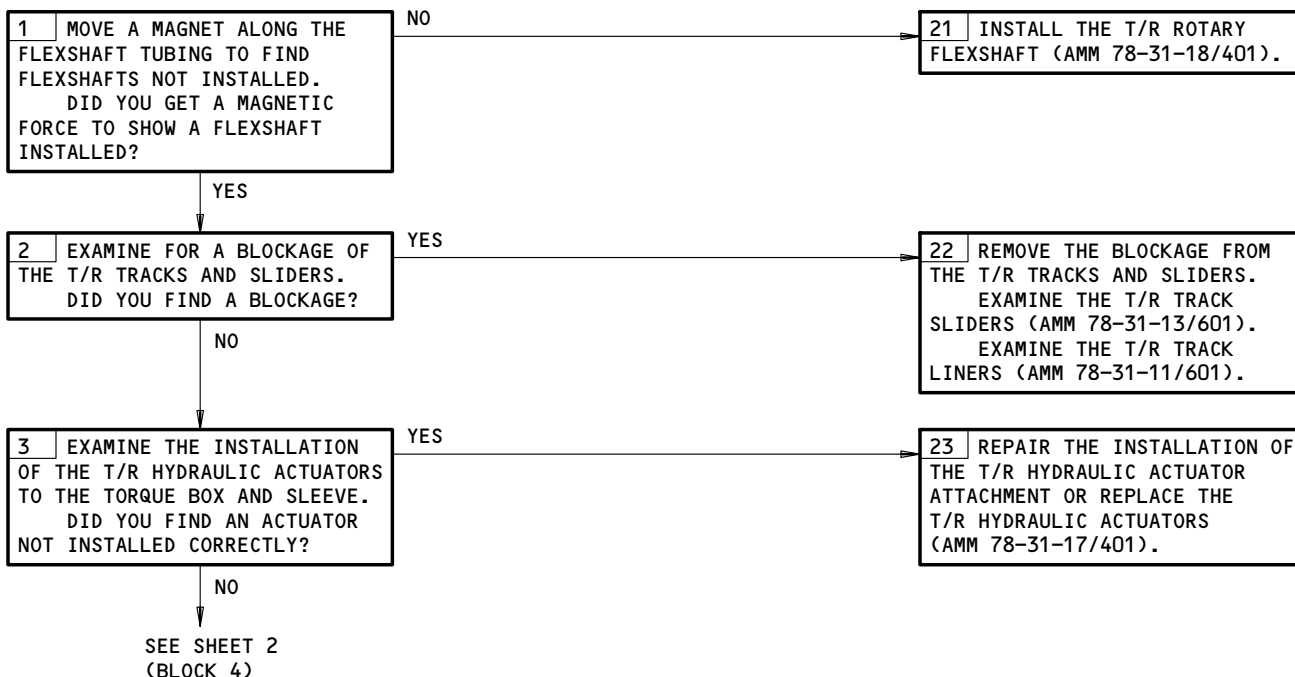 1 MOVE A MAGNET ALONG THE
FLEXSHAFT TUBING TO FIND
FLEXSHAFTS NOT INSTALLED.
DID YOU GET A MAGNETIC
FORCE TO SHOW A FLEXSHAFT
INSTALLED?
NO
21 INSTALL THE T/R ROTARY
FLEXSHAFT (AMM 78-31-18/401).
YES
2 EXAMINE FOR A BLOCKAGE OF
THE T/R TRACKS AND SLIDERS.
DID YOU FIND A BLOCKAGE?
YES
22 REMOVE THE BLOCKAGE FROM
THE T/R TRACKS AND SLIDERS.
EXAMINE THE T/R TRACK
SLIDERS (AMM 78-31-13/601).
EXAMINE THE T/R TRACK
LINERS (AMM 78-31-11/601).
NO
3 EXAMINE THE INSTALLATION
OF THE T/R HYDRAULIC ACTUATORS
TO THE TORQUE BOX AND SLEEVE.
DID YOU FIND AN ACTUATOR
NOT INSTALLED CORRECTLY?
YES
23 REPAIR THE INSTALLATION OF
THE T/R HYDRAULIC ACTUATOR
ATTACHMENT OR REPLACE THE
T/R HYDRAULIC ACTUATORS
(AMM 78-31-17/401).
NO
SEE SHEET 2
(BLOCK 4)